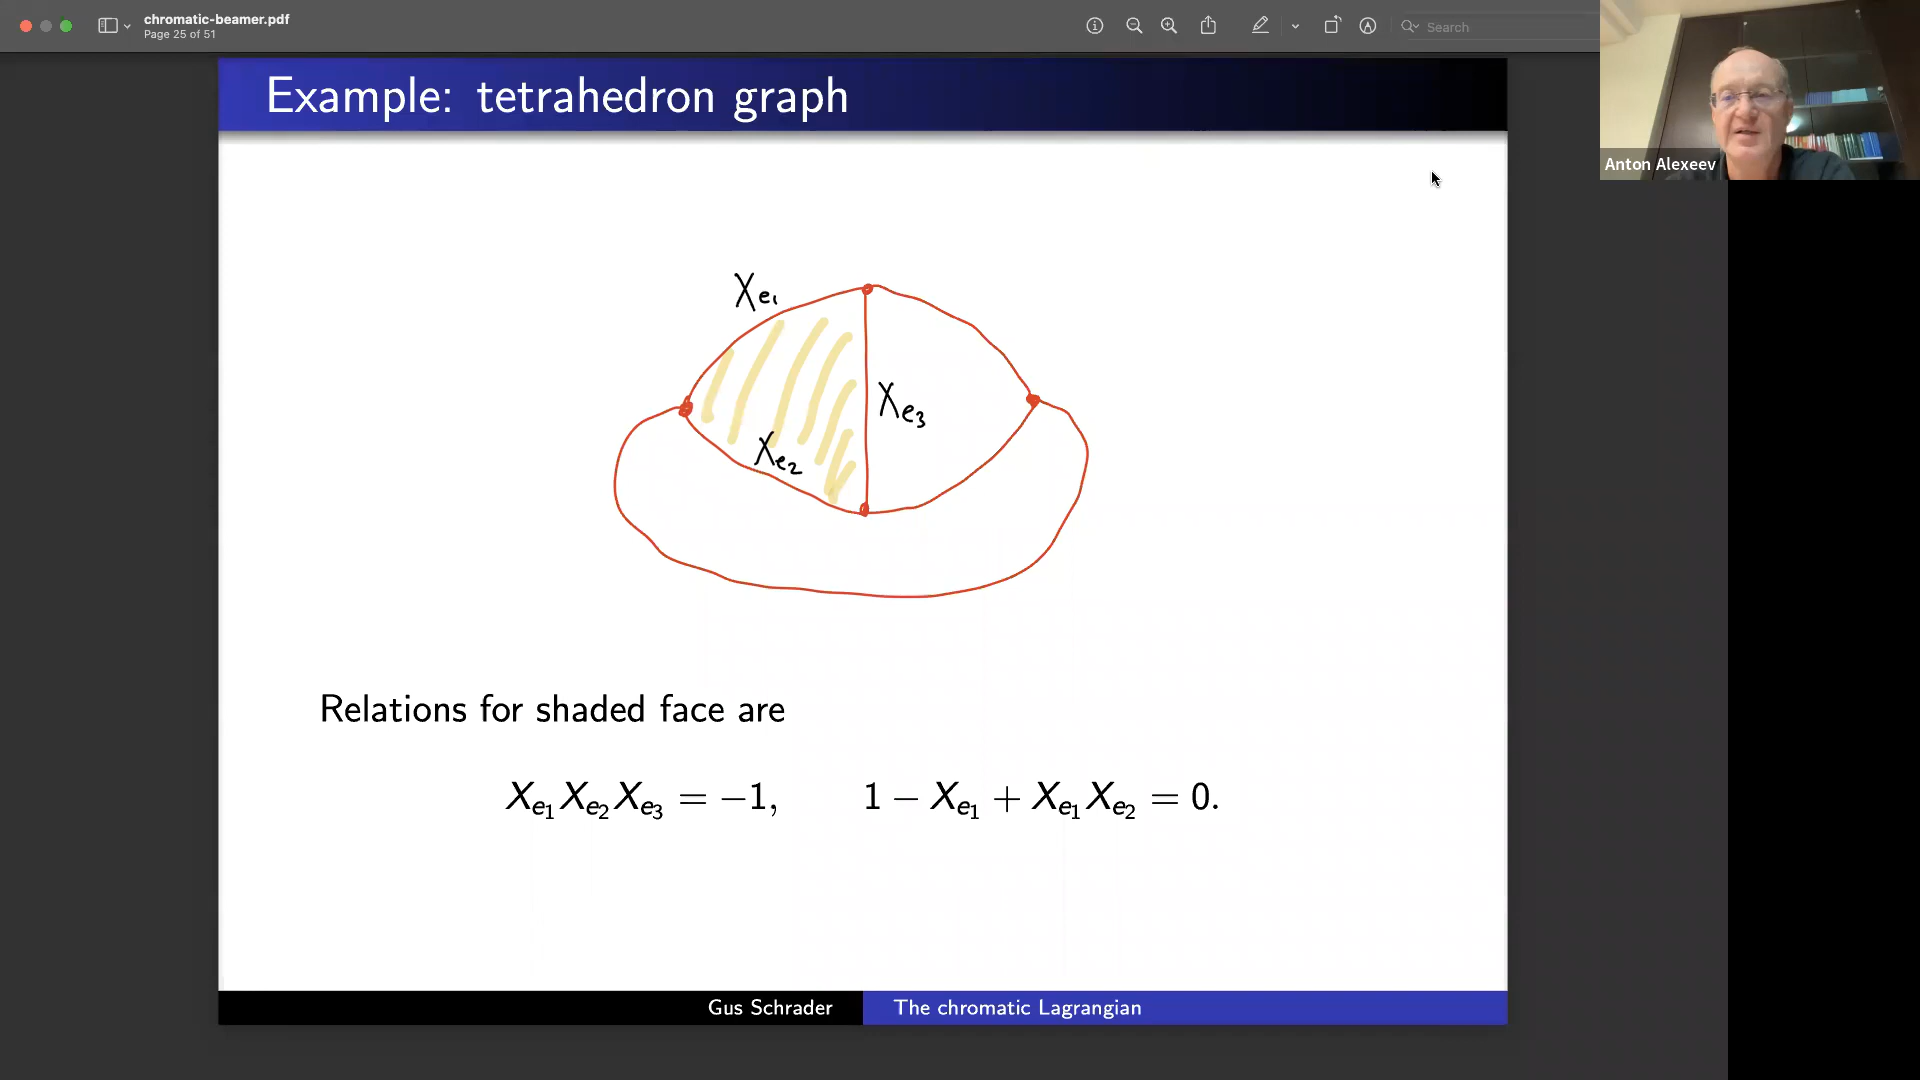 chromatic-beamer.pdf
Page 25 of 51
Search
Anton Alexeev
Example: tetrahedron graph
X_{e_1}
X_{e_3}
X_{e_2}
Relations for shaded face are
X_{e_1}X_{e_2}X_{e_3} = −1, 1 − X_{e_1} + X_{e_1}X_{e_2} = 0.
Gus Schrader The chromatic Lagrangian